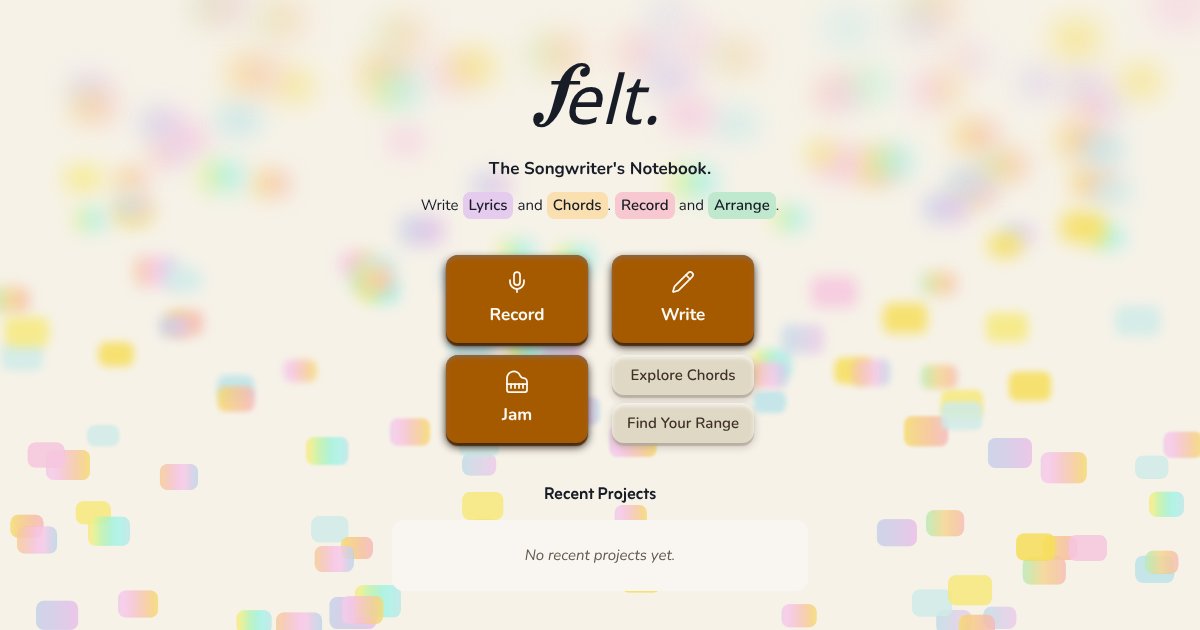 felt.
The Songwriter's Notebook.
Write Lyrics and Chords . Record and Arrange .
Record
Write
Jam
Explore Chords
Find Your Range
Recent Projects
No recent projects yet.